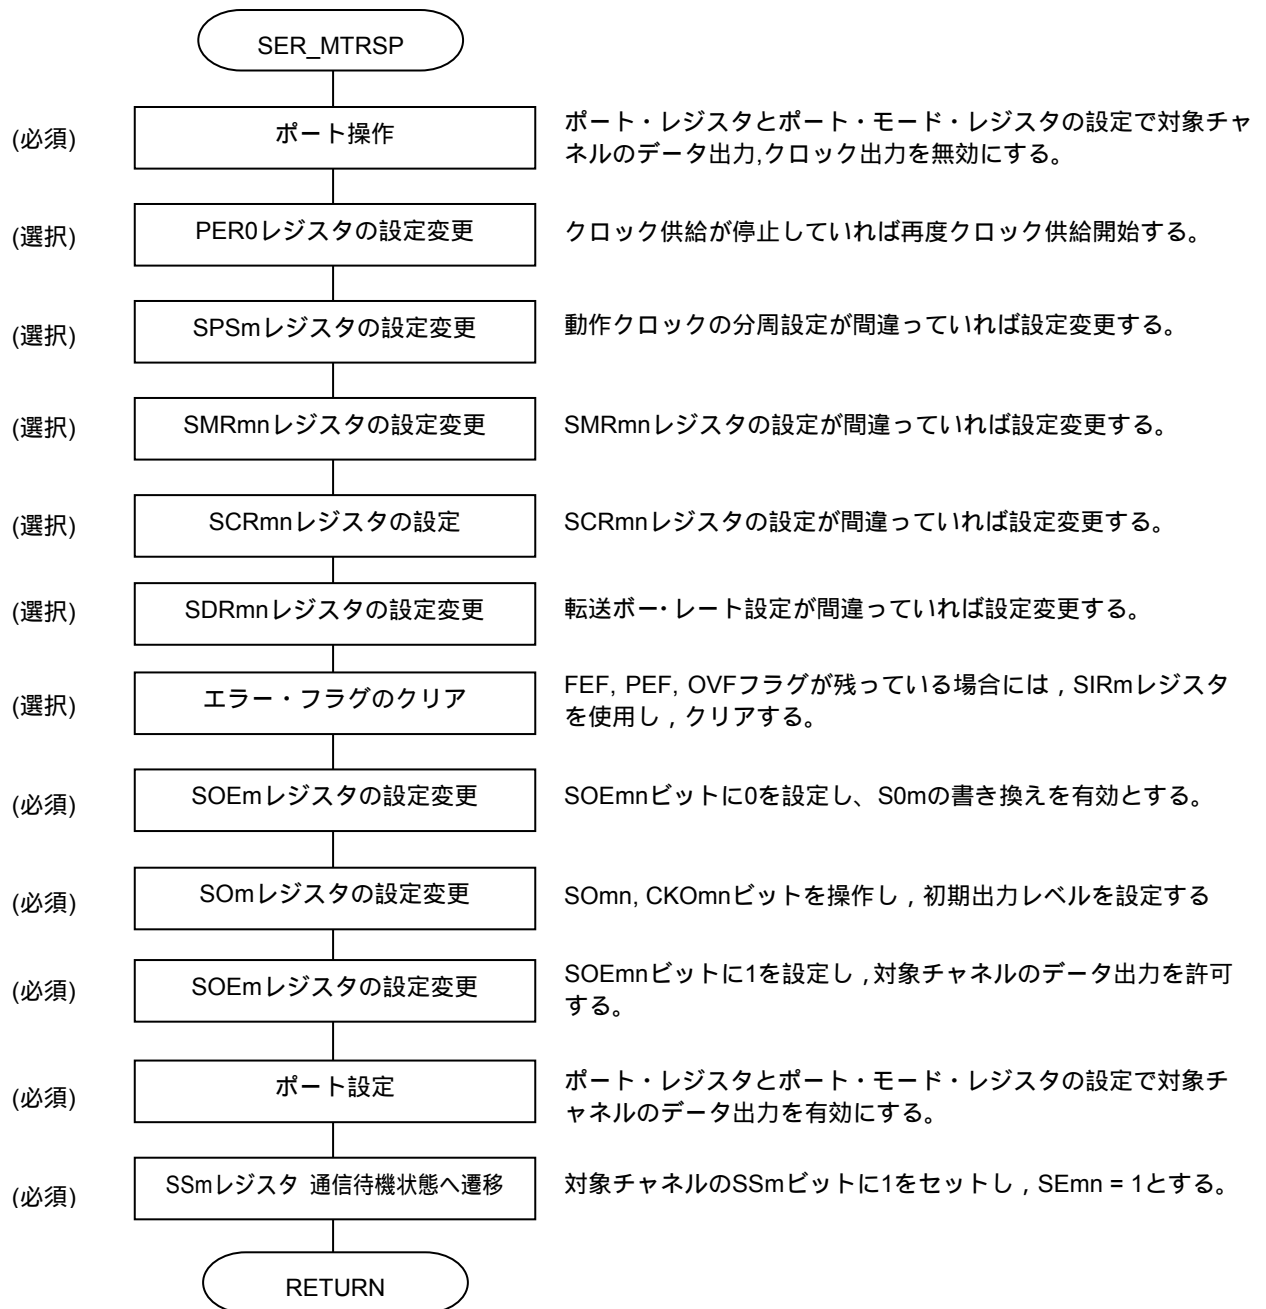 SER_MTRSP
(必須)
ポート操作
ポート・レジスタとポート・モード・レジスタの設定で対象チャ
ネルのデータ出力,クロック出力を無効にする。
(選択)
PER0レジスタの設定変更
クロック供給が停止していれば再度クロック供給開始する。
(選択)
SPSmレジスタの設定変更
動作クロックの分周設定が間違っていれば設定変更する。
(選択)
SMRmnレジスタの設定変更
SMRmnレジスタの設定が間違っていれば設定変更する。
(選択)
SCRmnレジスタの設定
SCRmnレジスタの設定が間違っていれば設定変更する。
(選択)
SDRmnレジスタの設定変更
転送ボー・レート設定が間違っていれば設定変更する。
(選択)
エラー・フラグのクリア
FEF, PEF, OVFフラグが残っている場合には，SIRmレジスタ
を使用し，クリアする。
(必須)
SOEmレジスタの設定変更
SOEmnビットに0を設定し、S0mの書き換えを有効とする。
(必須)
SOmレジスタの設定変更
SOmn, CKOmnビットを操作し，初期出力レベルを設定する
(必須)
SOEmレジスタの設定変更
SOEmnビットに1を設定し，対象チャネルのデータ出力を許可
する。
(必須)
ポート設定
ポート・レジスタとポート・モード・レジスタの設定で対象チ
ャネルのデータ出力を有効にする。
(必須)
SSmレジスタ 通信待機状態へ遷移
対象チャネルのSSmビットに1をセットし，SEmn = 1とする。
RETURN